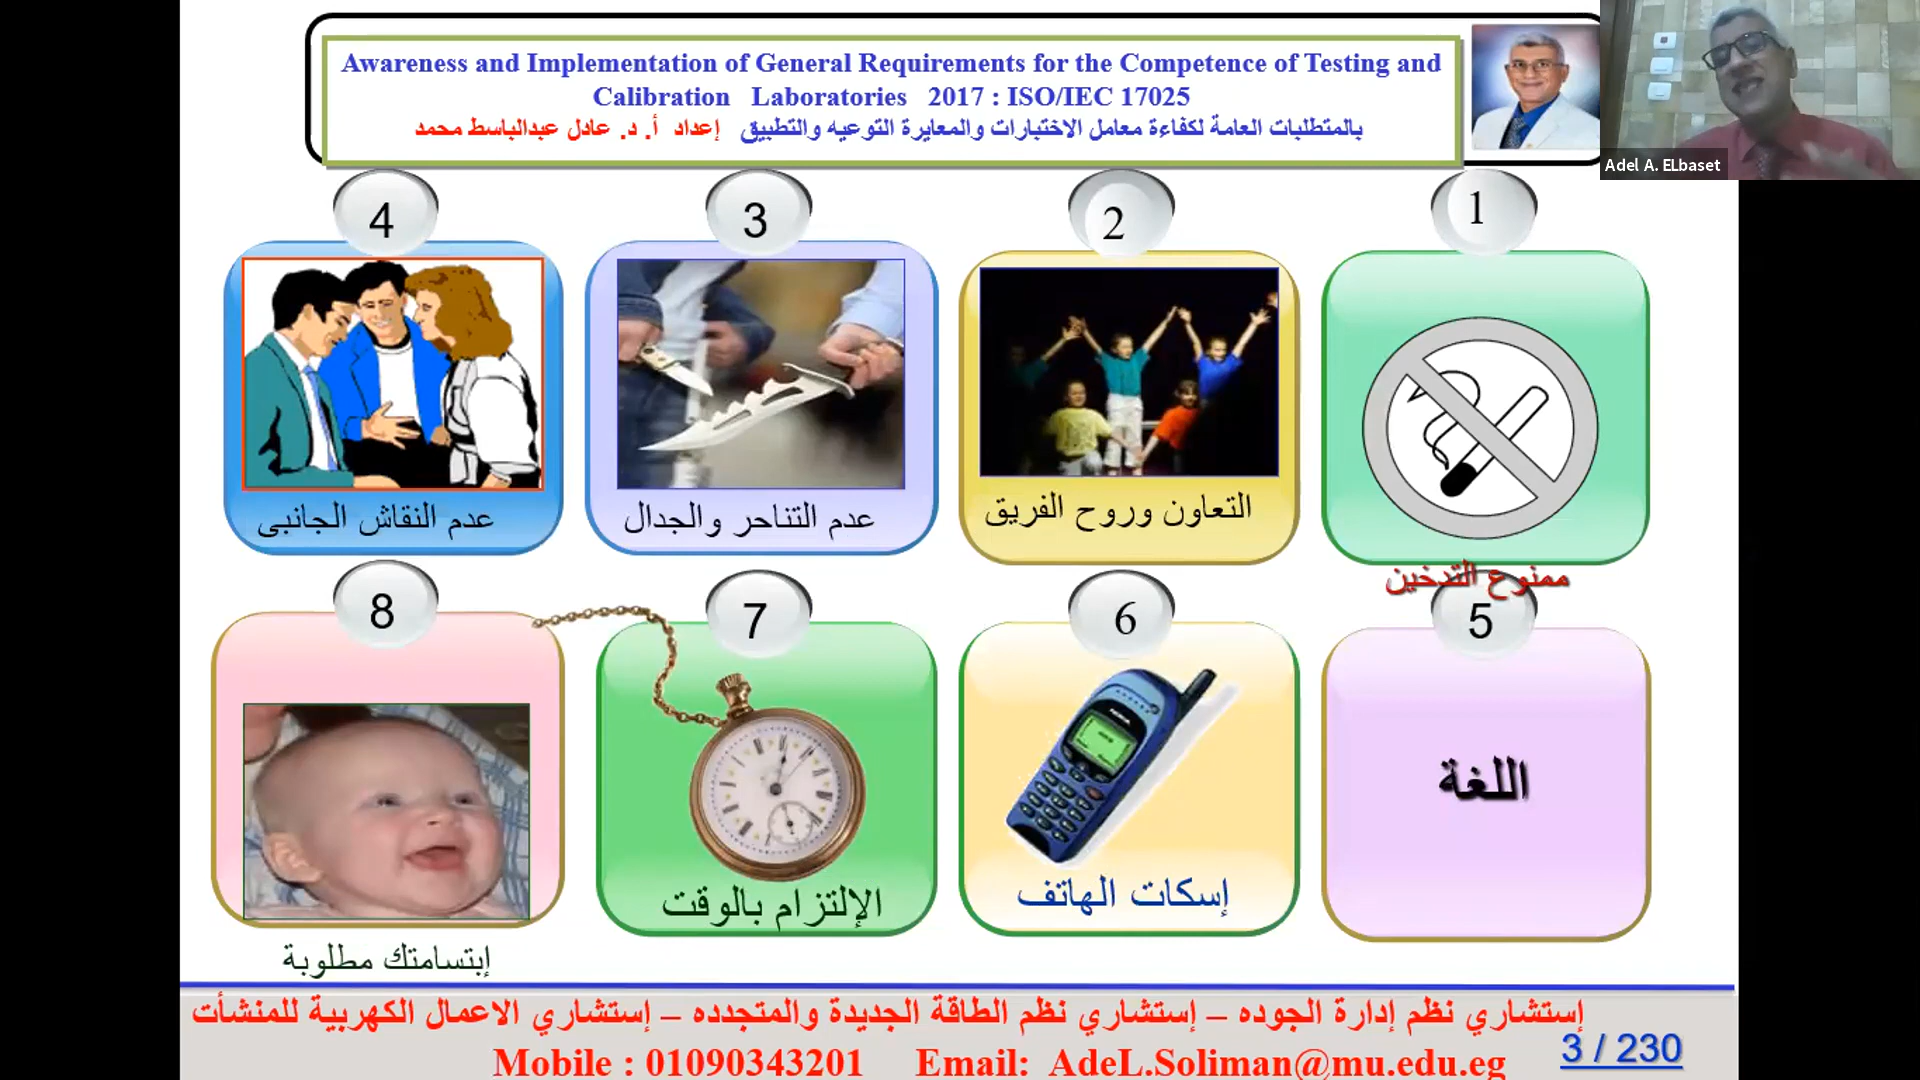 Awareness and Implementation of General Requirements for the Competence of Testing and
Calibration Laboratories 2017 : ISO/IEC 17025
بالمتطلبات العامة لكفاءة معامل الاختبارات والمعايرة التوعيه والتطبيق إعداد أ. د. عادل عبدالباسط محمد
Adel A. ELbaset
1
ممنوع التدخين
2
التعاون وروح الفريق
3
عدم التناحر والجدال
4
عدم النقاش الجانبى
5
اللغة
6
إسكات الهاتف
7
الإلتزام بالوقت
8
إبتسامتك مطلوبة
إستشاري نظم إدارة الجوده – إستشاري نظم الطاقة الجديدة والمتجدده – إستشاري الاعمال الكهربية للمنشأت
Mobile : 01090343201 Email: AdeL.Soliman@mu.edu.eg
3 / 230